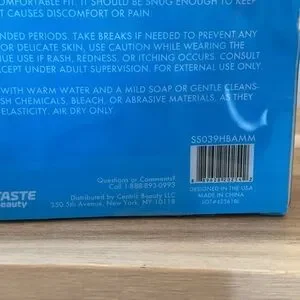 OMFORTABLE FIT. IT SHOULD BE SNUG ENOUGH TO KEEP
T CAUSES DISCOMFORT OR PAIN.
NDED PERIODS. TAKE BREAKS IF NEEDED TO PREVENT ANY
OR DELICATE SKIN, USE CAUTION WHILE WEARING THE
NUE USE IF RASH, REDNESS, OR ITCHING OCCURS. CONSULT
CEPT UNDER ADULT SUPERVISION. FOR EXTERNAL USE ONLY.
WITH WARM WATER AND A MILD SOAP OR GENTLE CLEANS-
SH CHEMICALS, BLEACH, OR ABRASIVE MATERIALS, AS THEY
ELASTICITY. AIR DRY ONLY.
SS039HBAMM
Questions or Comments?
Call 1-888-893-0993
Distributed by Centric Beauty LLC
350 5th Avenue, New York, NY 10118
TASTE
Beauty
DESIGNED IN THE USA
MADE IN CHINA